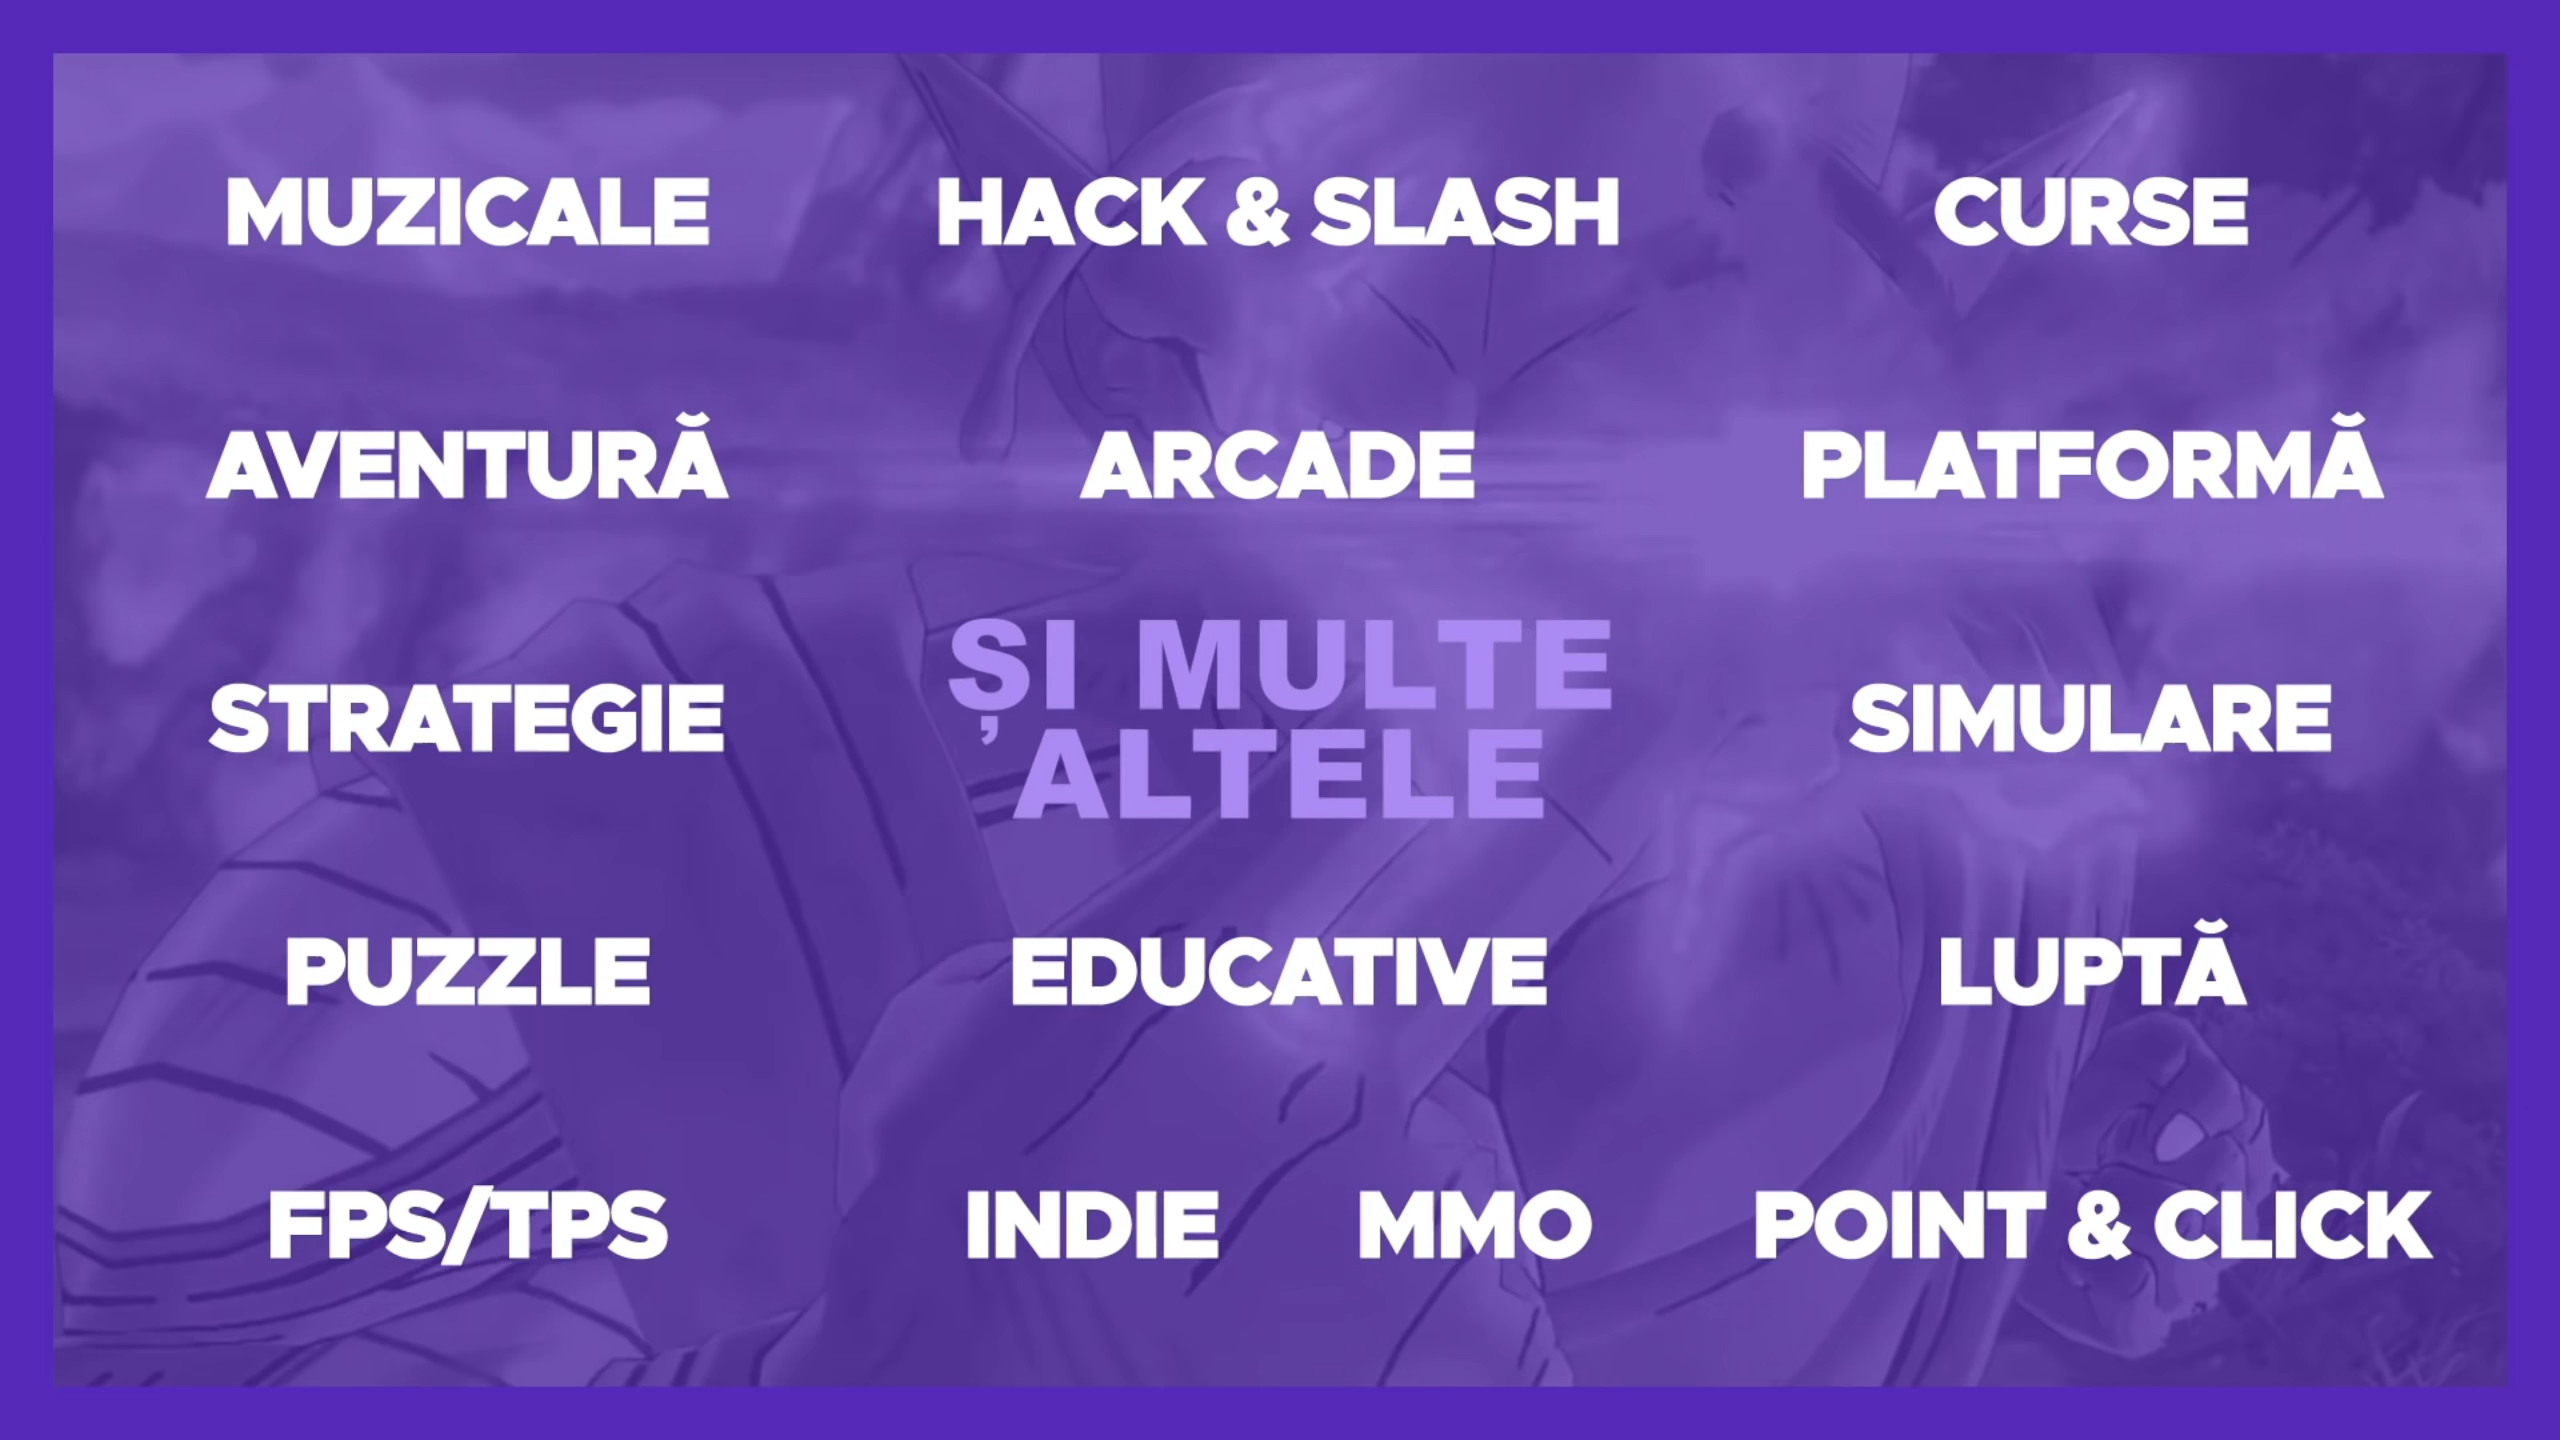 MUZICALE
HACK & SLASH
CURSE
AVENTURĂ
ARCADE
PLATFORMĂ
STRATEGIE
ȘI MULTE
ALTELE
SIMULARE
PUZZLE
EDUCATIVE
LUPTĂ
FPS/TPS
INDIE
MMO
POINT & CLICK